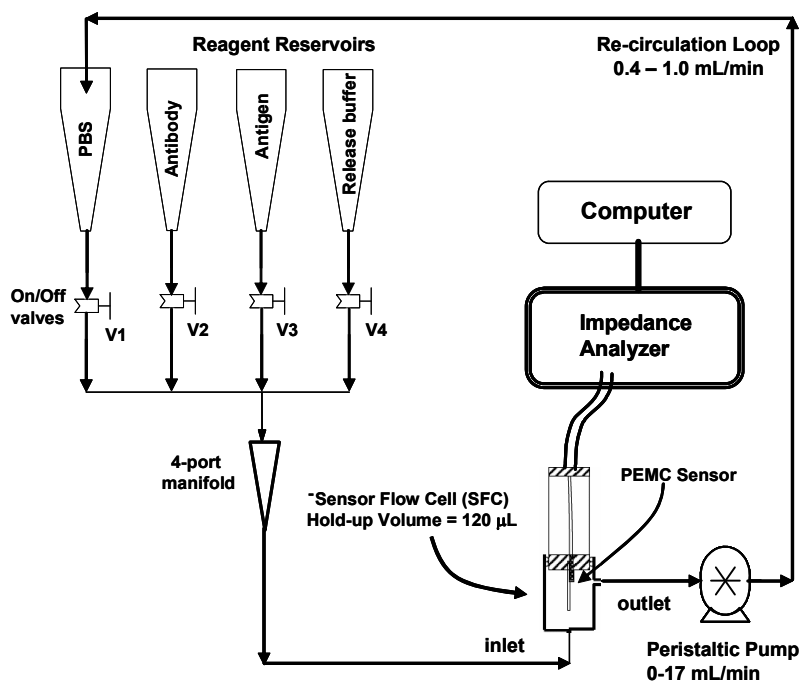 Reagent Reservoirs
Re-circulation Loop
0.4 – 1.0 mL/min
PBS
Antibody
Antigen
Release buffer
Computer
On/Off
valves
V1
V2
V3
V4
Impedance
Analyzer
4-port
manifold
PEMC Sensor
-Sensor Flow Cell (SFC)
Hold-up Volume = 120 μL
outlet
inlet
Peristaltic Pump
0-17 mL/min